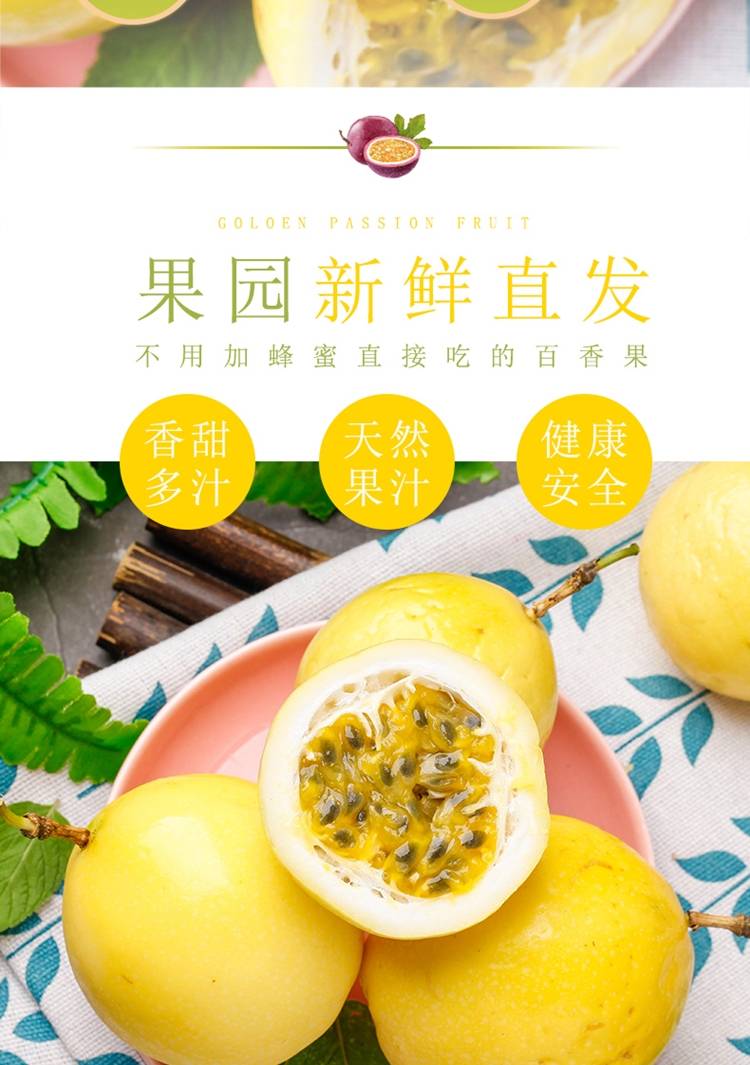 GOLOEN PASSION FRUIT
果园新鲜直发
不用加蜂蜜直接吃的百香果
香甜
多汁
天然
果汁
健康
安全